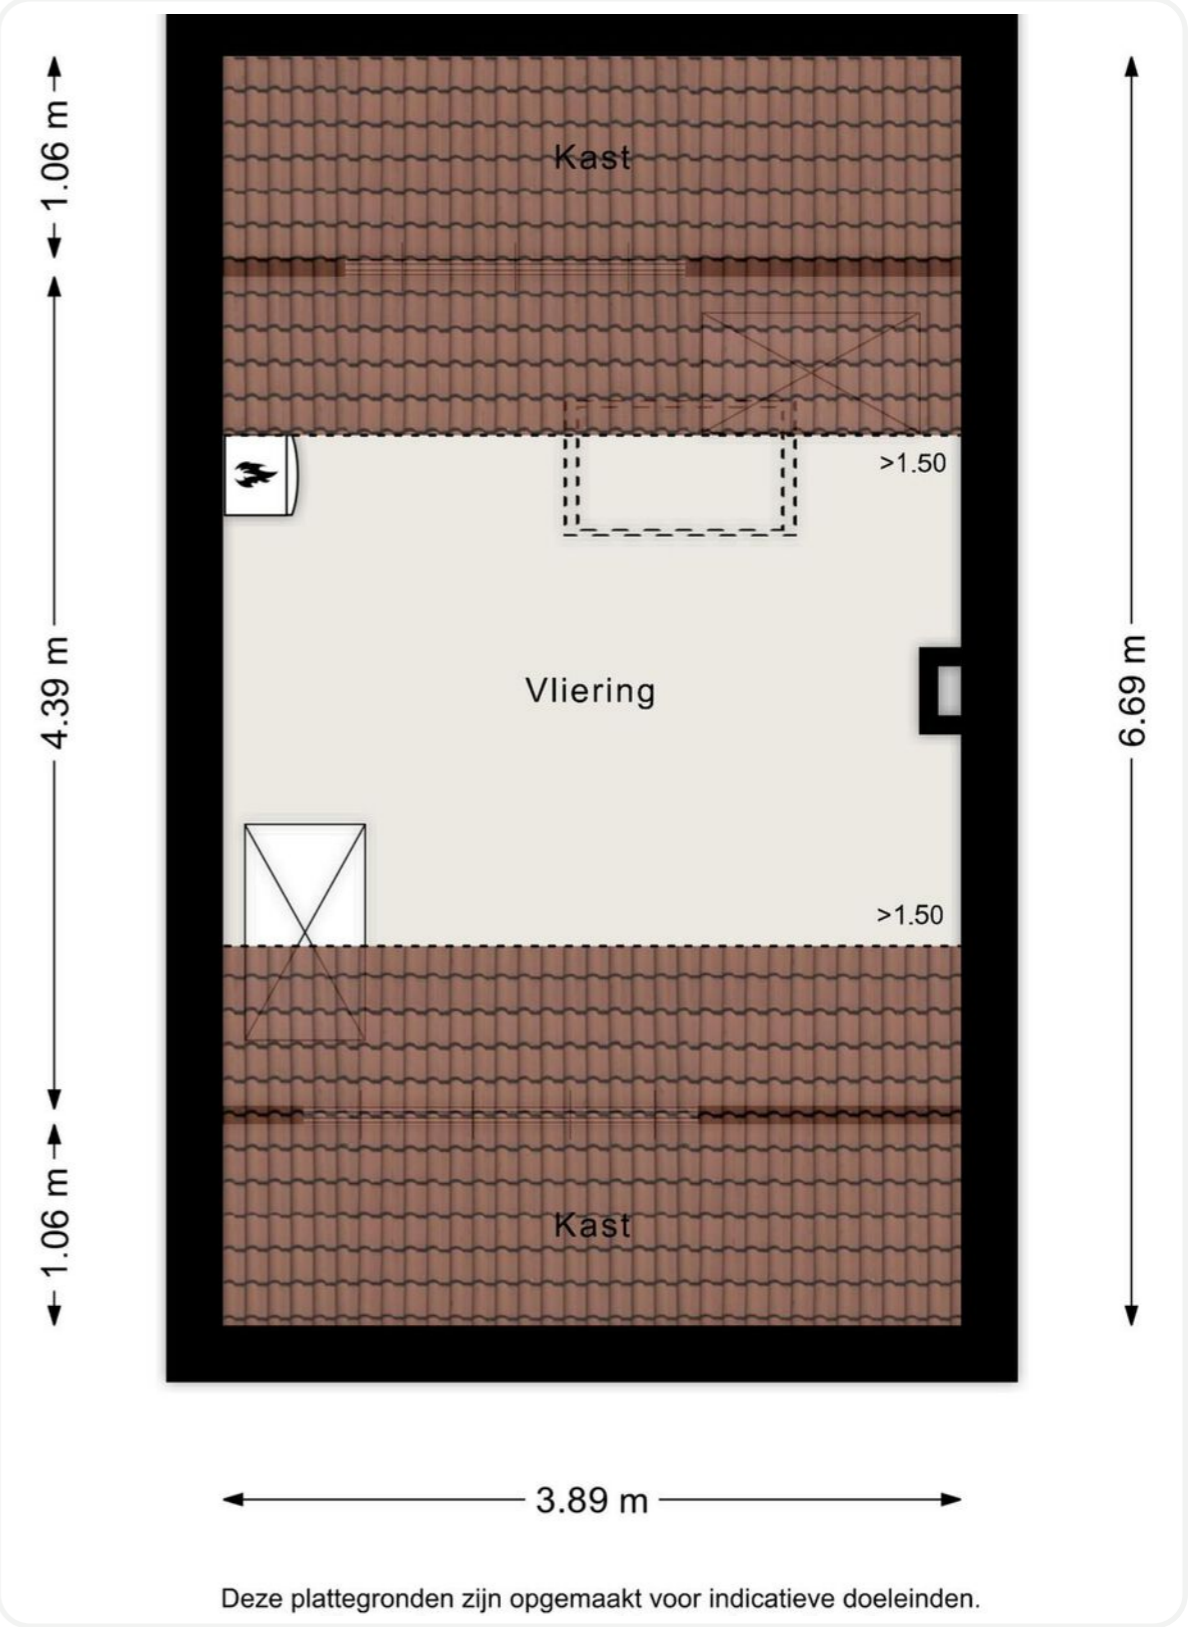 1.06 m
Kast
>1.50
4.39 m
Vliering
6.69 m
>1.50
1.06 m
Kast
3.89 m
Deze plattegronden zijn opgemaakt voor indicatieve doeleinden.